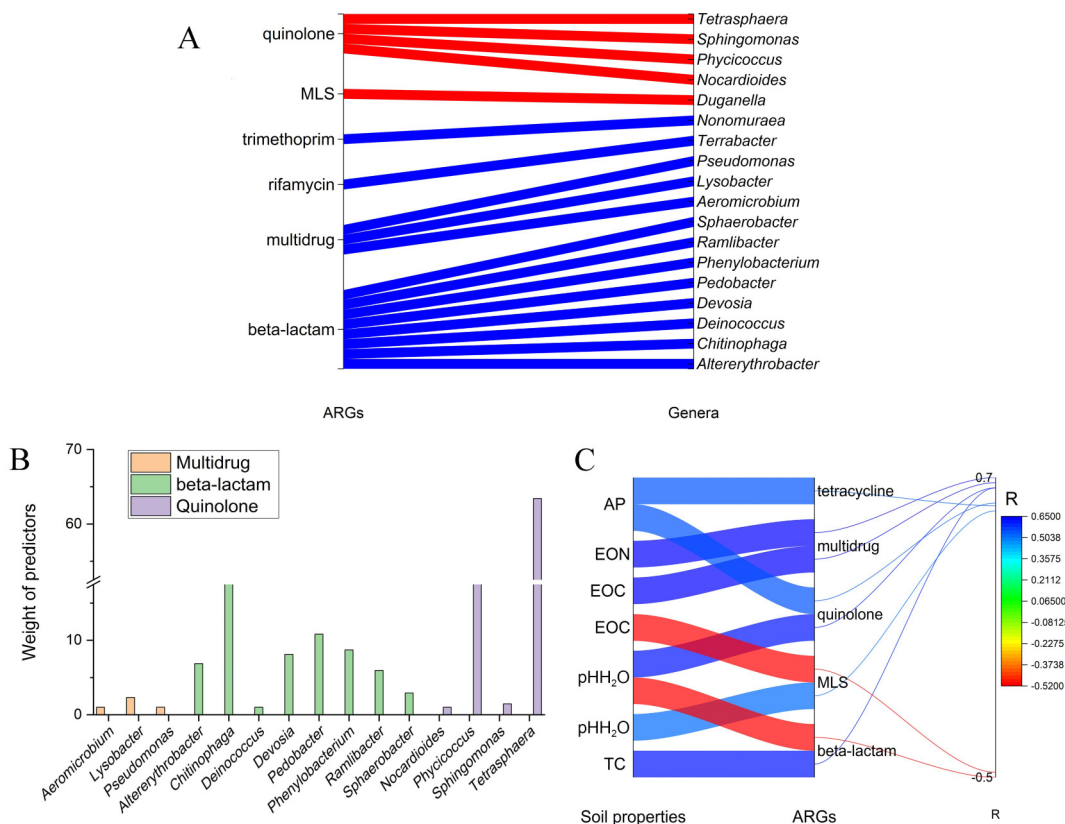 A
quinolone
MLS
trimethoprim
rifamycin
multidrug
beta-lactam
Tetrasphaera
Sphingomonas
Phycicoccus
Nocardioides
Duganella
Nonomuraea
Terrabacter
Pseudomonas
Lysobacter
Aeromicrobium
Sphaerobacter
Ramlibacter
Phenylobacterium
Pedobacter
Devosia
Deinococcus
Chitinophaga
Altererythrobacter
ARGs
Genera
B
Weight of predictors
70
60
10
0
Multidrug
beta-lactam
Quinolone
Aeromicrobium
Lysobacter
Pseudomonas
Altererythrobacter
Chitinophaga
Deinococcus
Devosia
Pedobacter
Phenylobacterium
Ramlibacter
Sphaerobacter
Nocardioides
Phycicoccus
Sphingomonas
Tetrasphaera
C
AP
EON
EOC
EOC
pHH₂O
pHH₂O
TC
tetracycline
multidrug
quinolone
MLS
beta-lactam
0.7
-0.5
R
0.6500
0.5038
0.3575
0.2112
0.06500
-0.08125
-0.2275
-0.3738
-0.5200
Soil properties
ARGs
R